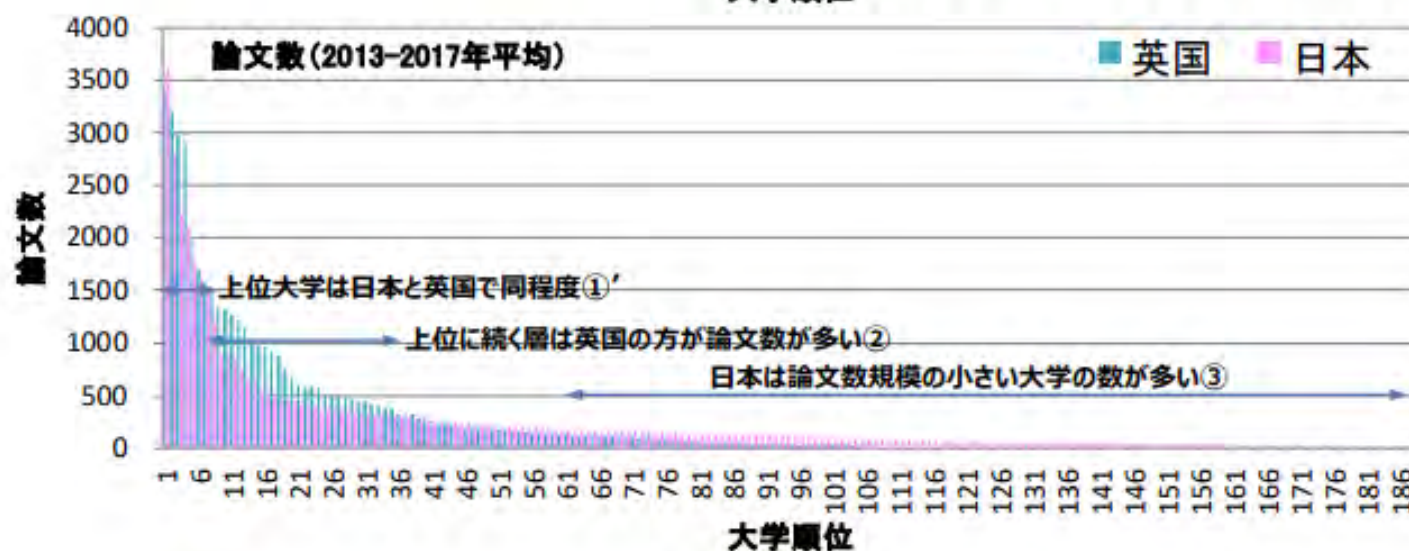 4000
論文数(2013-2017年平均)
英国 日本
3500
3000
2500
2000
1500
1000
500
0
論文数
上位大学は日本と英国で同程度①′
上位に続く層は英国の方が論文数が多い②
日本は論文数規模の小さい大学の数が多い③
1 6 11 16 21 26 31 36 41 46 51 56 61 66 71 76 81 86 91 96 101 106 111 116 121 126 131 136 141 146 151 156 161 166 171 176 181 186
大学順位